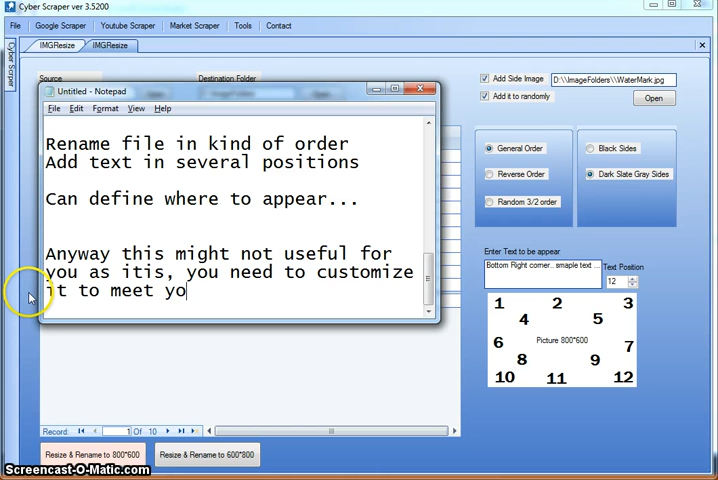 Cyber Scraper ver 3.5200
File Google Scraper Youtube Scraper Market Scraper Tools Contact
Cyber Srcaper
IMGResize IMGResize
Source Destination Folder
Untitled - Notepad
File Edit Format View Help
Rename file in kind of order
Add text in several positions
Can define where to appear...
Anyway this might not useful for
you as itis, you need to customize
it to meet yo
Add Side Image D:\\ImageFolders\\WaterMark.jpg
Add it to randomly Open
General Order Black Sides
Reverse Order Dark Slate Gray Sides
Random 3/2 order
Enter Text to be appear
Bottom Right corner.. smaple text ... Text Position
12
1 2 3
4 5
Picture 800*600
6 7
8 9
10 11 12
Record: 1 Of 10
Resize & Rename to 800*600 Resize & Rename to 600*800
Screencast-O-Matic.com